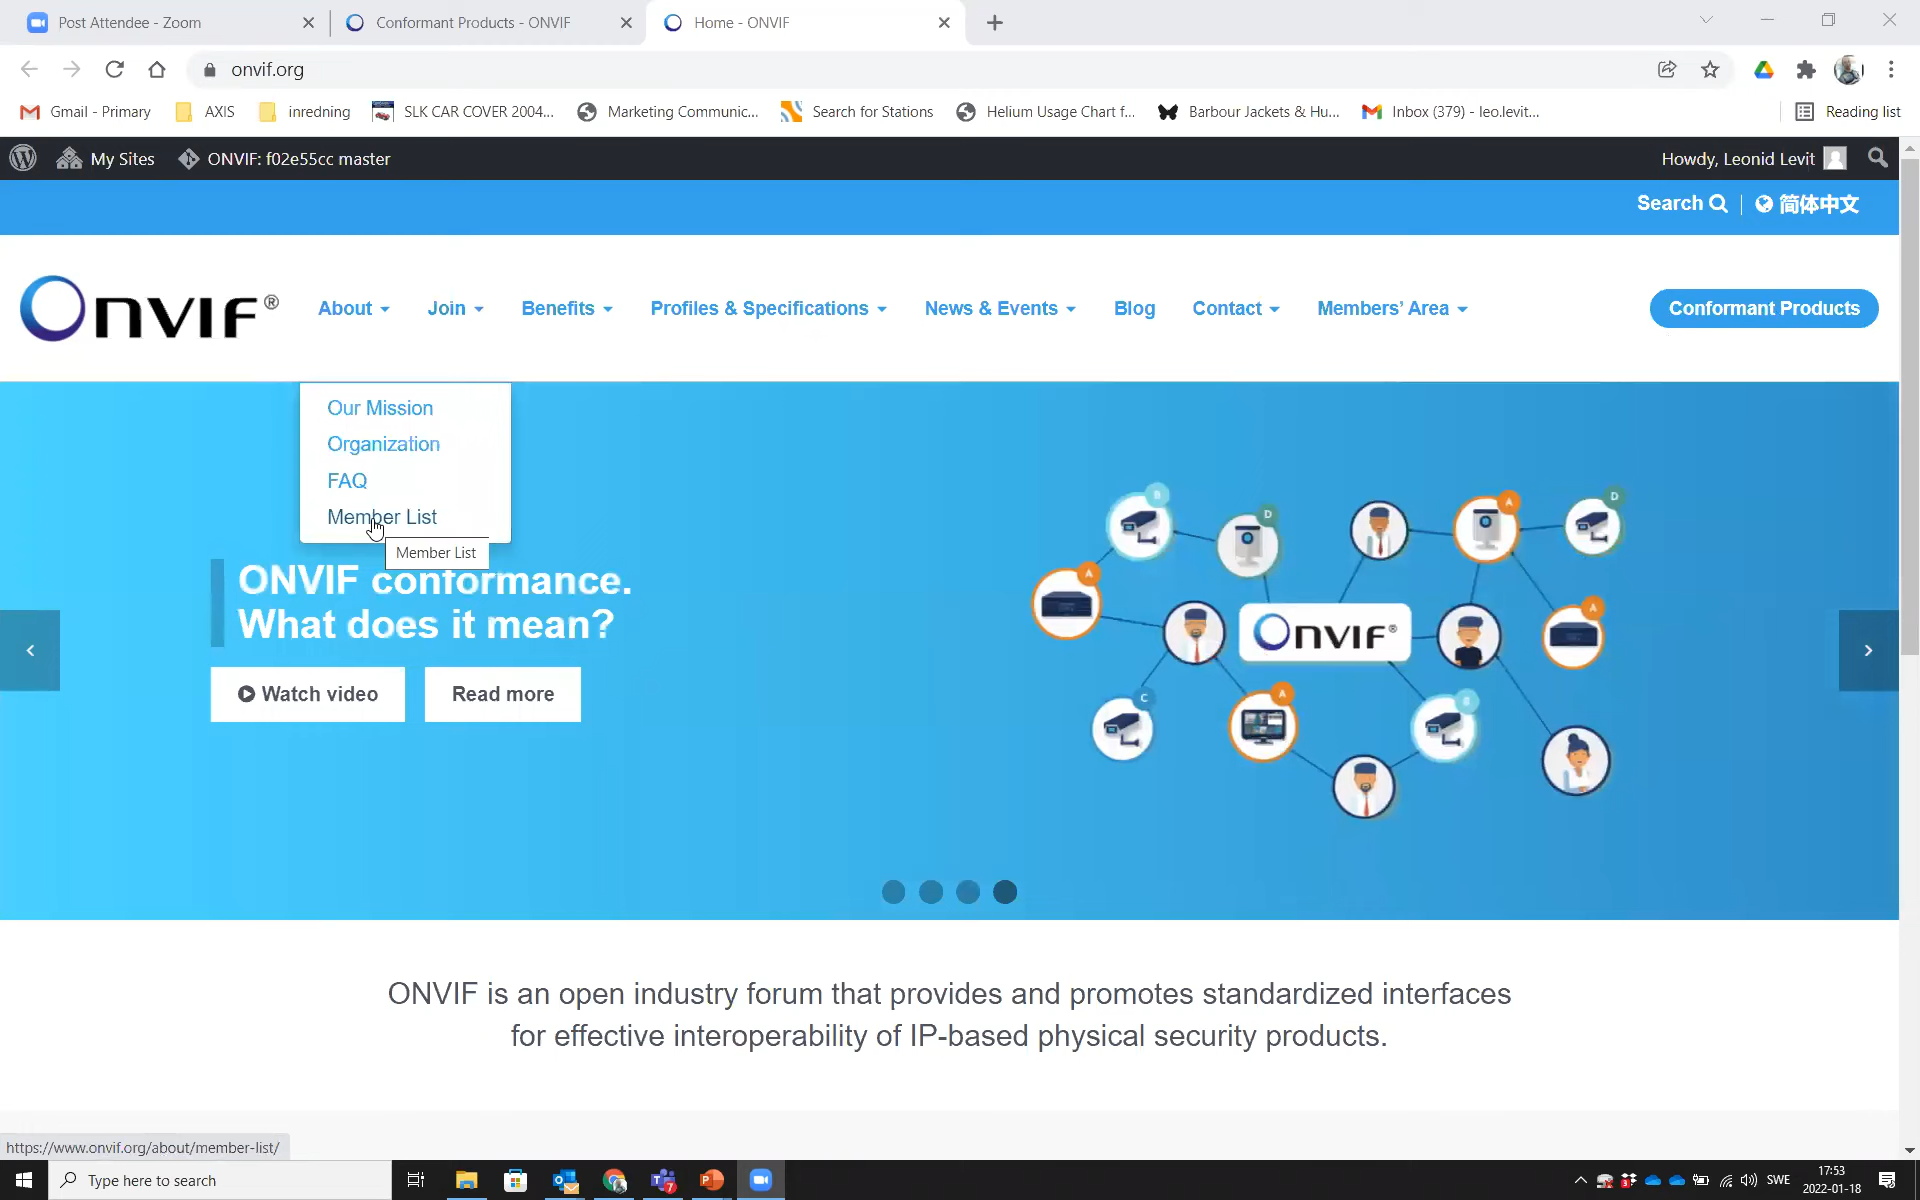 Post Attendee - Zoom
Conformant Products - ONVIF
Home - ONVIF
onvif.org
Gmail - Primary
AXIS
inredning
SLK CAR COVER 2004...
Marketing Communic...
Search for Stations
Helium Usage Chart f...
Barbour Jackets & Hu...
Inbox (379) - leo.levit...
Reading list
My Sites
ONVIF: f02e55cc master
Howdy, Leonid Levit
Search
简体中文
ONVIF®
About
Join
Benefits
Profiles & Specifications
News & Events
Blog
Contact
Members' Area
Conformant Products
Our Mission
Organization
FAQ
Member List
Member List
ONVIF conformance.
What does it mean?
Watch video
Read more
B
D
A
D
A
A
ONVIF®
C
A
B
ONVIF is an open industry forum that provides and promotes standardized interfaces
for effective interoperability of IP-based physical security products.
https://www.onvif.org/about/member-list/
Type here to search
7
SWE
17:53
2022-01-18